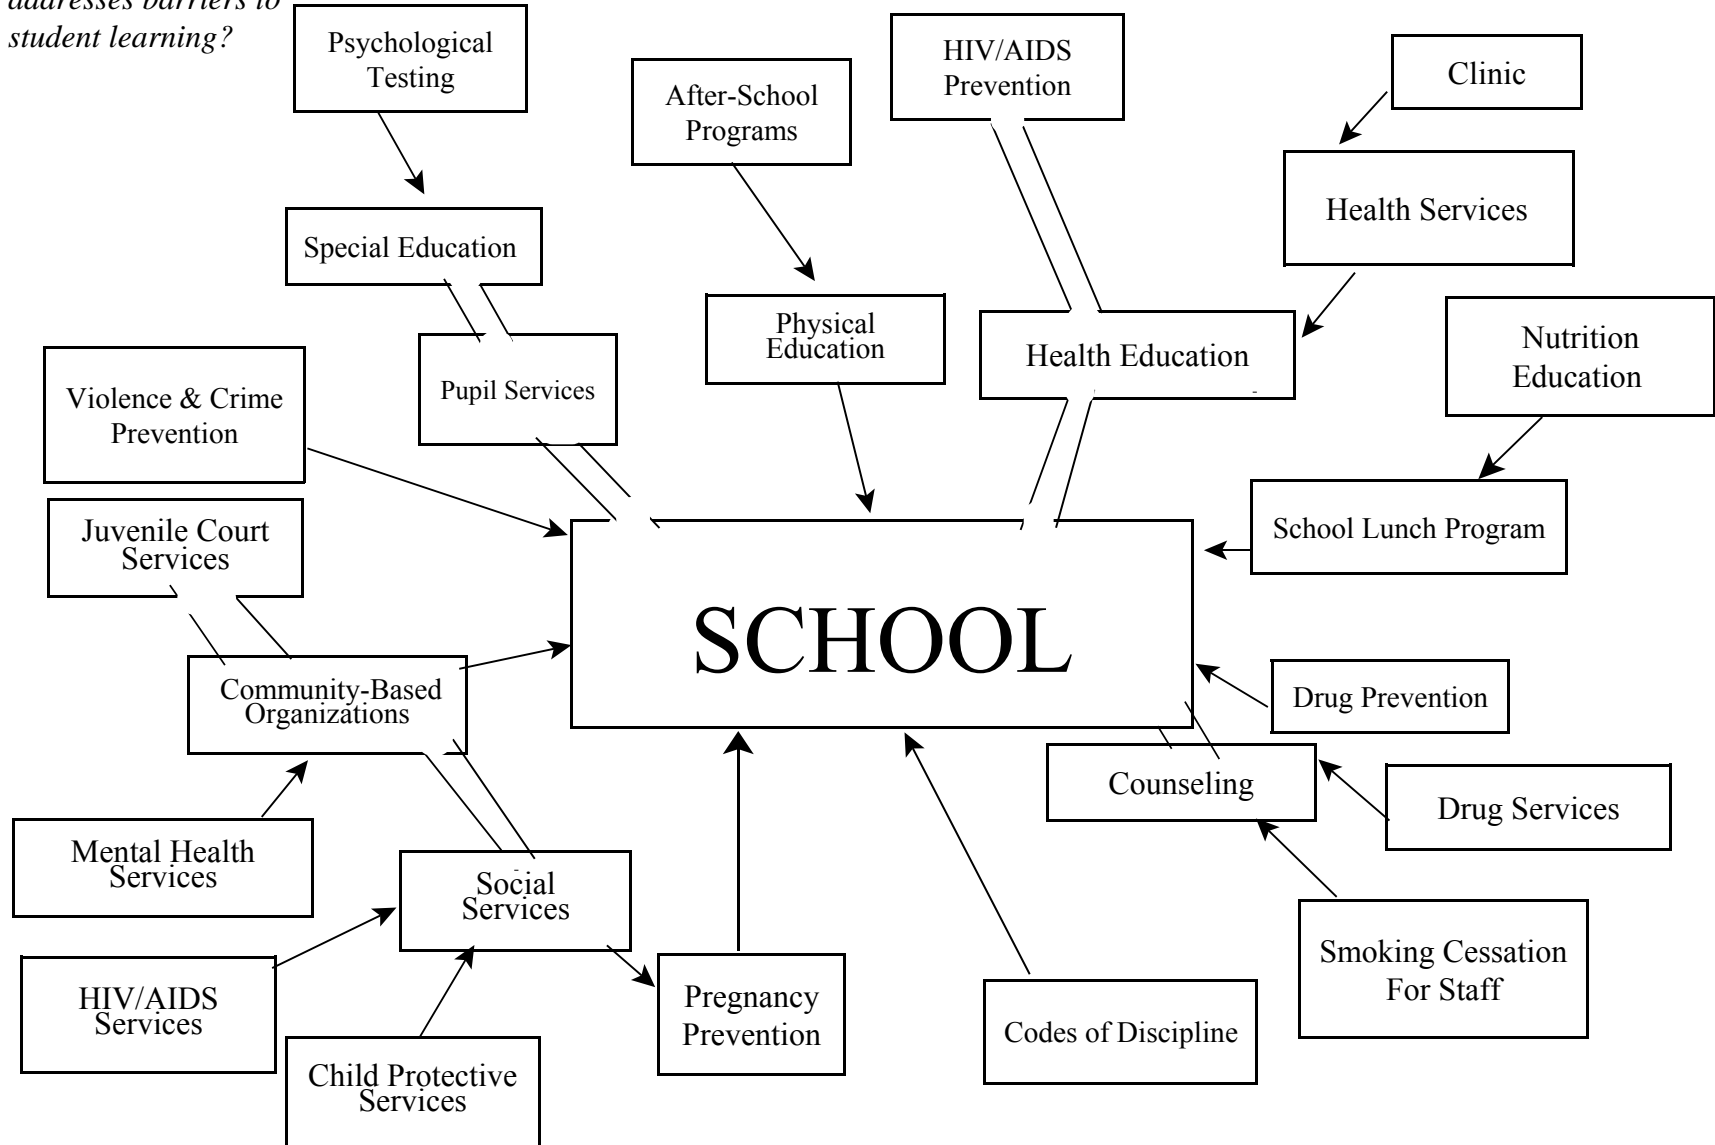 addresses barriers to
student learning?
Psychological
Testing
After-School
Programs
HIV/AIDS
Prevention
Clinic
Health Services
Special Education
Physical
Education
Health Education
Nutrition
Education
Violence & Crime
Prevention
Pupil Services
Juvenile Court
Services
School Lunch Program
SCHOOL
Community-Based
Organizations
Drug Prevention
Counseling
Drug Services
Mental Health
Services
Social
Services
Smoking Cessation
For Staff
HIV/AIDS
Services
Pregnancy
Prevention
Codes of Discipline
Child Protective
Services